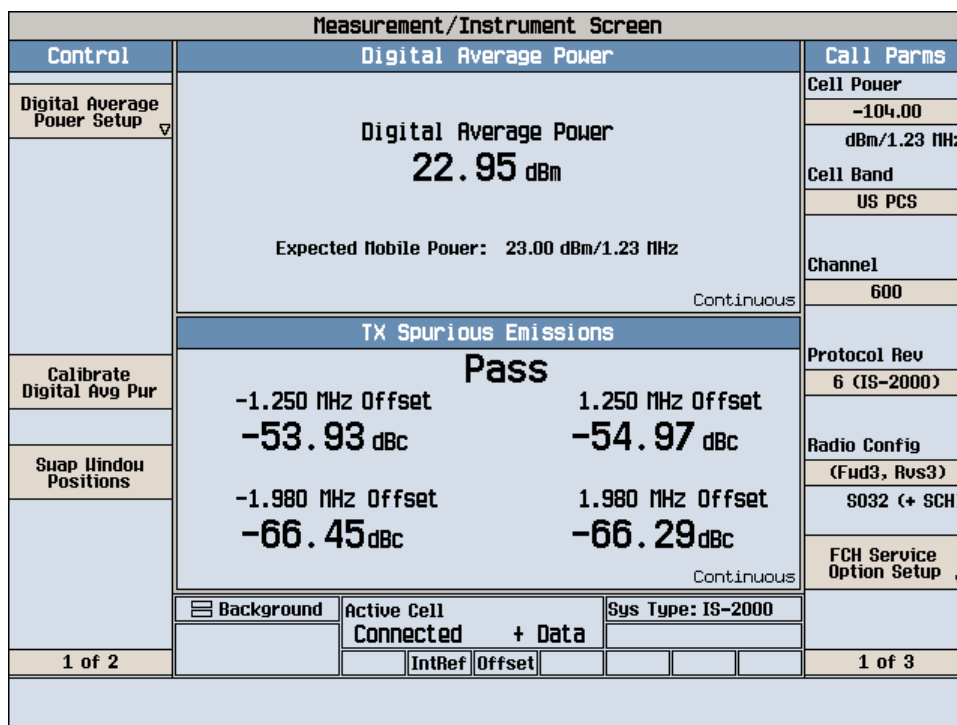 Measurement/Instrument Screen
Control
Digital Average
Power Setup
Calibrate
Digital Avg Pwr
Swap Window
Positions
1 of 2
Digital Average Power
Digital Average Power
22.95 dBm
Expected Mobile Power: 23.00 dBm/1.23 MHz
Continuous
TX Spurious Emissions
Pass
-1.250 MHz Offset 1.250 MHz Offset
-53.93 dBc -54.97 dBc
-1.980 MHz Offset 1.980 MHz Offset
-66.45 dBc -66.29 dBc
Continuous
Background
Active Cell
Connected + Data
Sys Type: IS-2000
IntRef Offset
Call Parms
Cell Power
-104.00
dBm/1.23 MHz
Cell Band
US PCS
Channel
600
Protocol Rev
6 (IS-2000)
Radio Config
(Fwd3, Rvs3)
SO32 (+ SCH
FCH Service
Option Setup
1 of 3